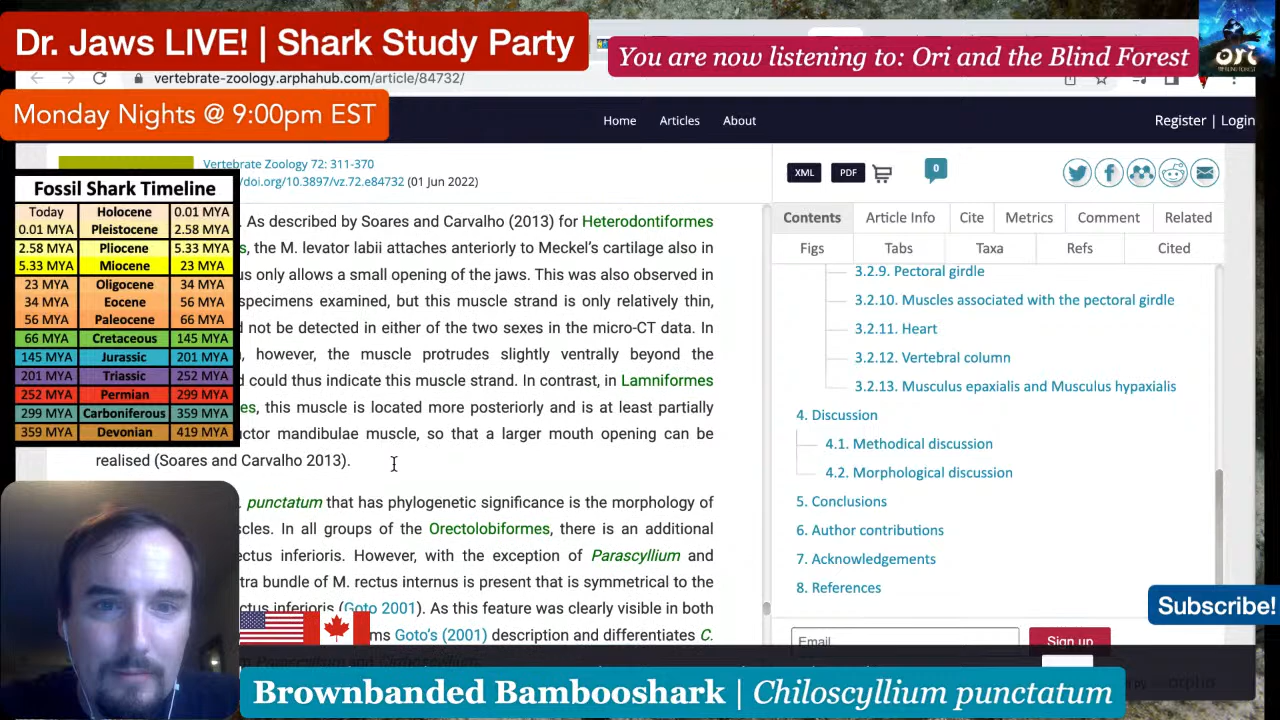 Dr. Jaws LIVE! | Shark Study Party
You are now listening to: Ori and the Blind Forest
ori
vertebrate-zoology.arphahub.com/article/84732/
Monday Nights @ 9:00pm EST
Home Articles About
Register | Login
Vertebrate Zoology 72: 311-370
/doi.org/10.3897/vz.72.e84732 (01 Jun 2022)
XML PDF 0
Fossil Shark Timeline
Today Holocene 0.01 MYA
0.01 MYA Pleistocene 2.58 MYA
2.58 MYA Pliocene 5.33 MYA
5.33 MYA Miocene 23 MYA
23 MYA Oligocene 34 MYA
34 MYA Eocene 56 MYA
56 MYA Paleocene 66 MYA
66 MYA Cretaceous 145 MYA
145 MYA Jurassic 201 MYA
201 MYA Triassic 252 MYA
252 MYA Permian 299 MYA
299 MYA Carboniferous 359 MYA
359 MYA Devonian 419 MYA
. As described by Soares and Carvalho (2013) for Heterodontiformes
, the M. levator labii attaches anteriorly to Meckel's cartilage also in
us only allows a small opening of the jaws. This was also observed in
specimens examined, but this muscle strand is only relatively thin,
not be detected in either of the two sexes in the micro-CT data. In
, however, the muscle protrudes slightly ventrally beyond the
could thus indicate this muscle strand. In contrast, in Lamniformes
es, this muscle is located more posteriorly and is at least partially
ctor mandibulae muscle, so that a larger mouth opening can be
realised (Soares and Carvalho 2013).
punctatum that has phylogenetic significance is the morphology of
scles. In all groups of the Orectolobiformes, there is an additional
ectus inferioris. However, with the exception of Parascyllium and
tra bundle of M. rectus internus is present that is symmetrical to the
ctus inferioris (Goto 2001). As this feature was clearly visible in both
ms Goto's (2001) description and differentiates C.
Contents Article Info Cite Metrics Comment Related
Figs Tabs Taxa Refs Cited
3.2.9. Pectoral girdle
3.2.10. Muscles associated with the pectoral girdle
3.2.11. Heart
3.2.12. Vertebral column
3.2.13. Musculus epaxialis and Musculus hypaxialis
4. Discussion
4.1. Methodical discussion
4.2. Morphological discussion
5. Conclusions
6. Author contributions
7. Acknowledgements
8. References
Subscribe!
Email
Sign up
Brownbanded Bambooshark | Chiloscyllium punctatum